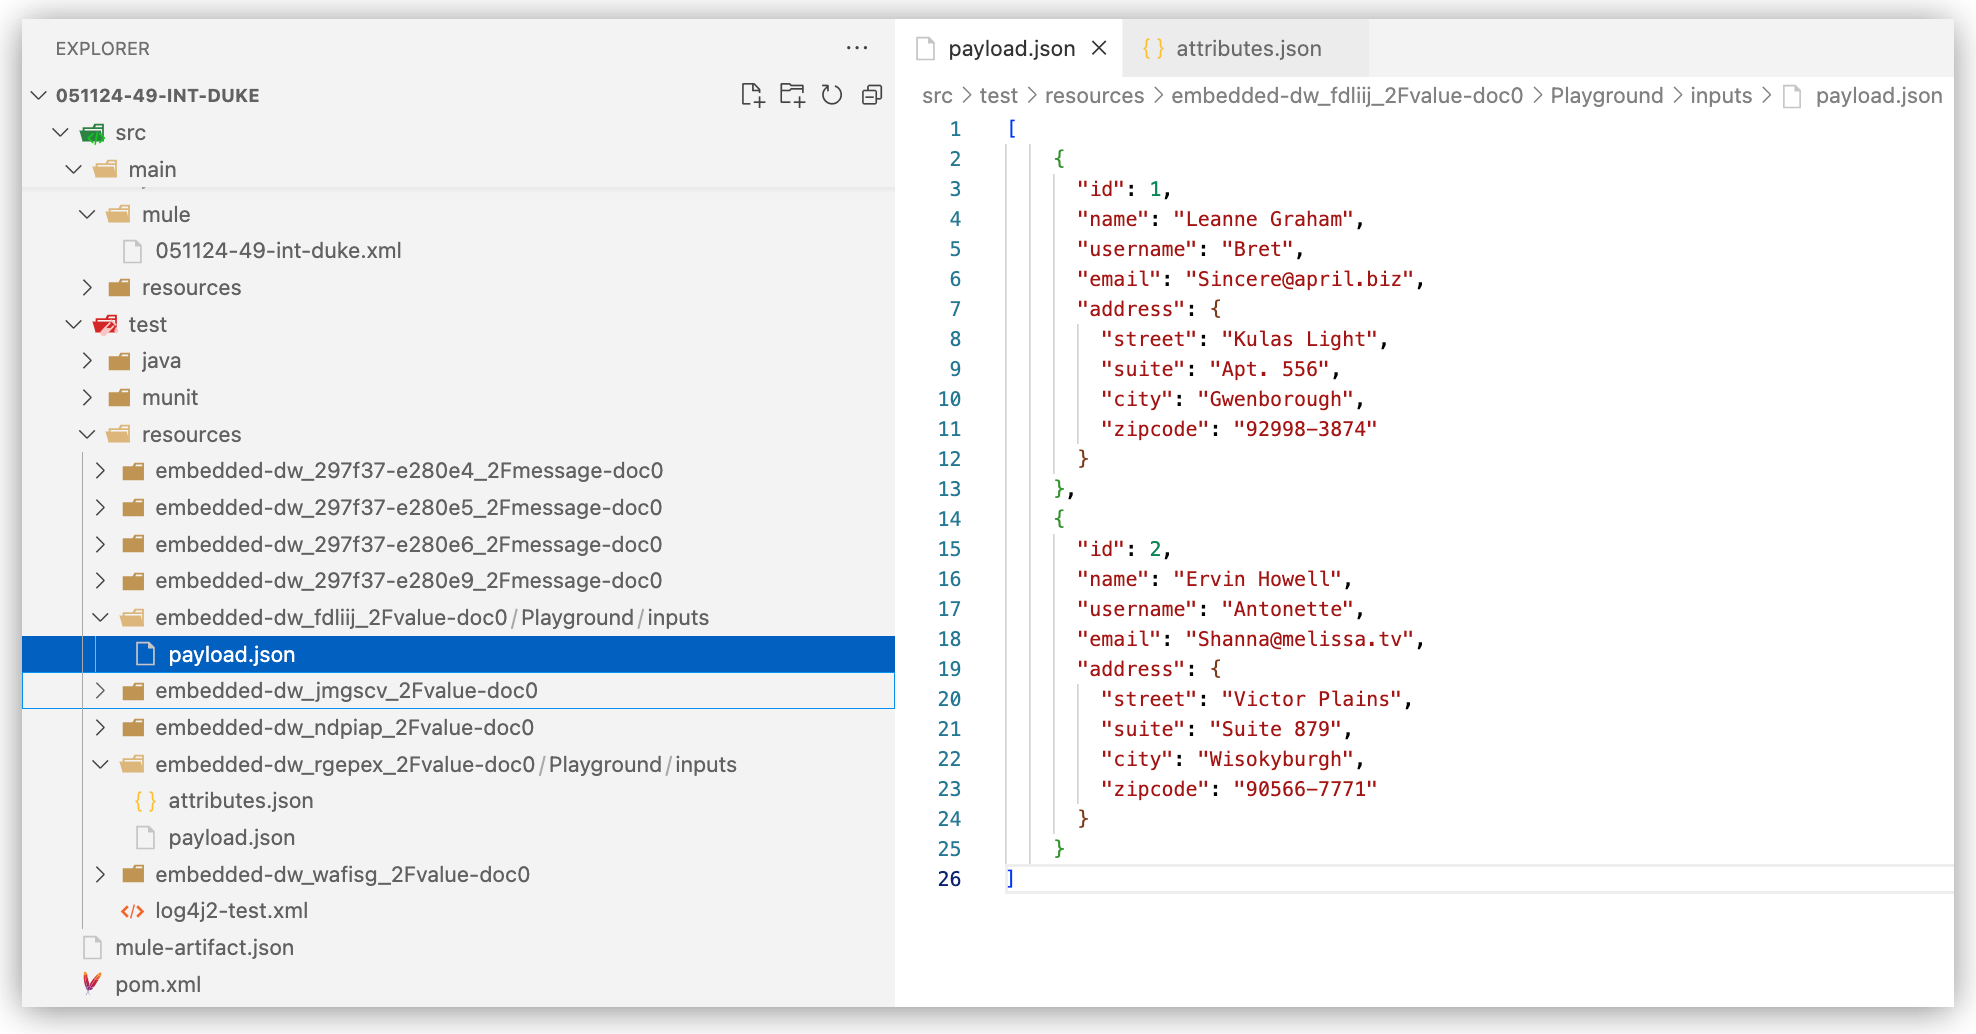 EXPLORER
051124-49-INT-DUKE
src
main
mule
051124-49-int-duke.xml
resources
test
java
munit
resources
embedded-dw_297f37-e280e4_2Fmessage-doc0
embedded-dw_297f37-e280e5_2Fmessage-doc0
embedded-dw_297f37-e280e6_2Fmessage-doc0
embedded-dw_297f37-e280e9_2Fmessage-doc0
embedded-dw_fdliij_2Fvalue-doc0/Playground/inputs
payload.json
embedded-dw_jmgscv_2Fvalue-doc0
embedded-dw_ndpiap_2Fvalue-doc0
embedded-dw_rgepex_2Fvalue-doc0/Playground/inputs
{} attributes.json
payload.json
embedded-dw_wafisg_2Fvalue-doc0
</> log4j2-test.xml
mule-artifact.json
pom.xml
payload.json
{} attributes.json
src > test > resources > embedded-dw_fdliij_2Fvalue-doc0 > Playground > inputs > payload.json
1 [
2 {
3 "id": 1,
4 "name": "Leanne Graham",
5 "username": "Bret",
6 "email": "Sincere@april.biz",
7 "address": {
8 "street": "Kulas Light",
9 "suite": "Apt. 556",
10 "city": "Gwenborough",
11 "zipcode": "92998-3874"
12 }
13 },
14 {
15 "id": 2,
16 "name": "Ervin Howell",
17 "username": "Antonette",
18 "email": "Shanna@melissa.tv",
19 "address": {
20 "street": "Victor Plains",
21 "suite": "Suite 879",
22 "city": "Wisokyburgh",
23 "zipcode": "90566-7771"
24 }
25 }
26 ]